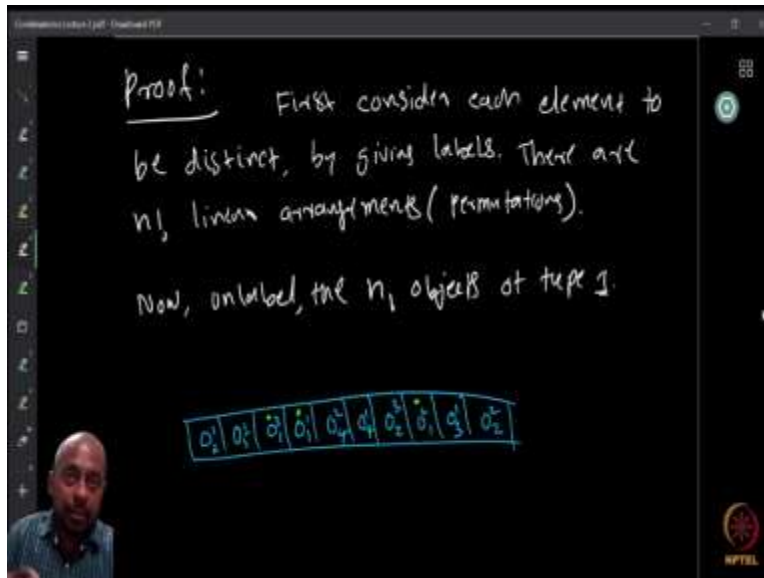 Proof: First consider each element to
be distinct, by giving labels. There are
n! linear arrangements (permutations).
Now, unlabel, the n₁ objects of type 1.
NPTEL